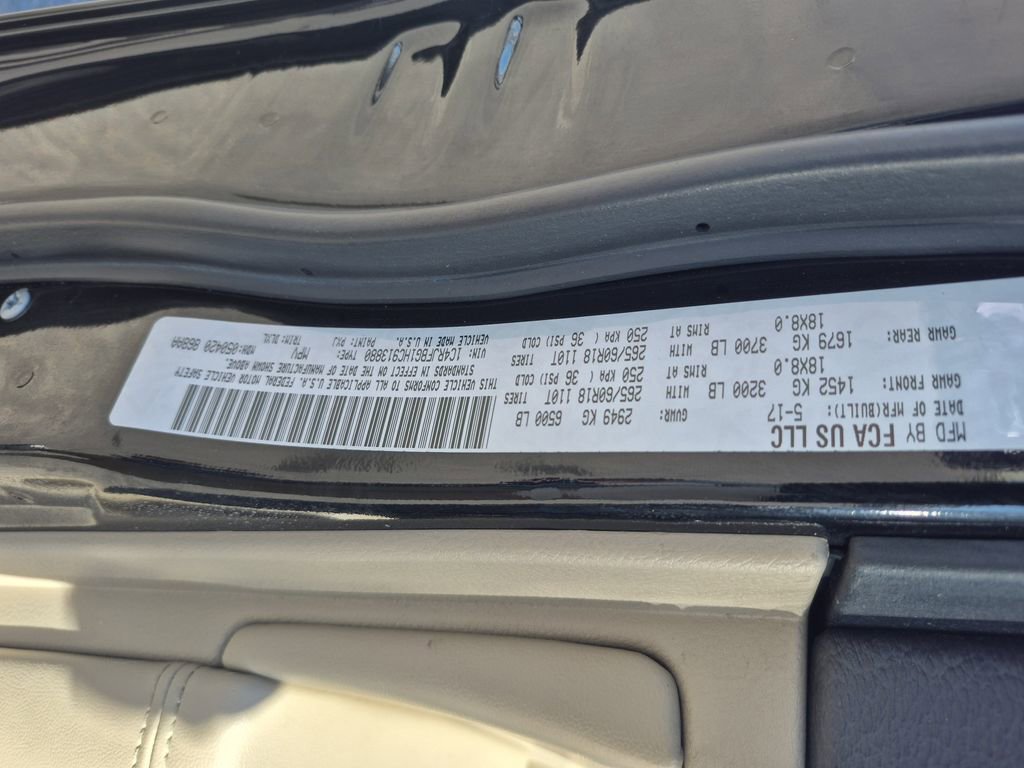 MFD BY FCA US LLC
DATE OF MFR(BUILT): 5-17 GVWR: 2949 KG 6500 LB
GAWR FRONT: 1452 KG 3200 LB WITH 265/60R18 110T TIRES
18X8.0 RIMS AT 250 KPA ( 36 PSI) COLD
GAWR REAR: 1679 KG 3700 LB WITH 265/60R18 110T TIRES
18X8.0 RIMS AT 250 KPA ( 36 PSI) COLD
THIS VEHICLE CONFORMS TO ALL APPLICABLE U.S.A. FEDERAL MOTOR VEHICLE SAFETY
STANDARDS IN EFFECT ON THE DATE OF MANUFACTURE SHOWN ABOVE.
VIN: 1C4RJFBG1HC913880 TYPE: MPV MDH:050420
VEHICLE MADE IN U.S.A. PAINT: PXJ TRIM: